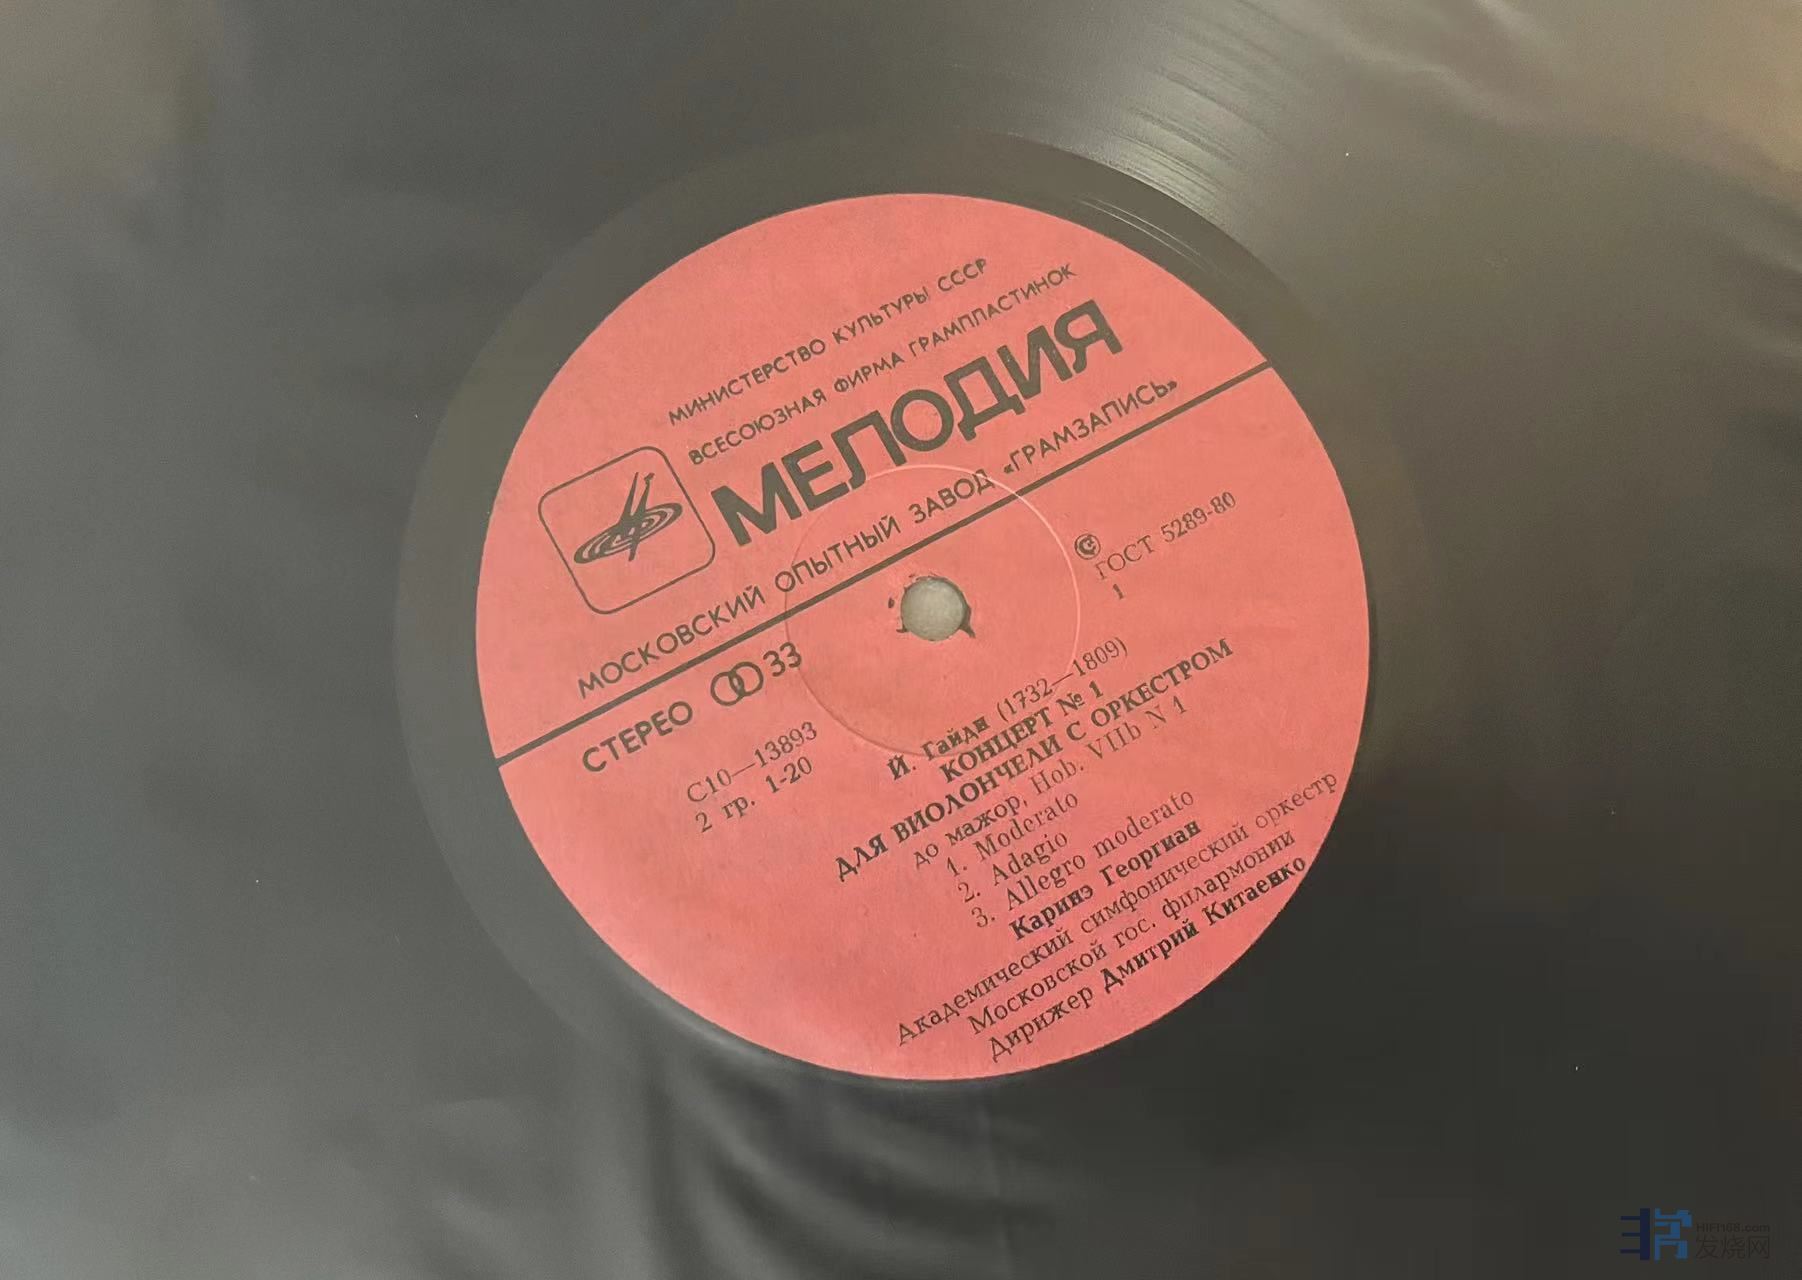 МИНИСТЕРСТВО КУЛЬТУРЫ СССР
ВСЕСОЮЗНАЯ ФИРМА ГРАМПЛАСТИНОК
МЕЛОДИЯ
МОСКОВСКИЙ ОПЫТНЫЙ ЗАВОД «ГРАМЗАПИСЬ»
СТЕРЕО 33
ГОСТ 5289-80
1
С10—13893
2 гр. 1-20
Й. Гайдн (1732—1809)
КОНЦЕРТ № 1
ДЛЯ ВИОЛОНЧЕЛИ С ОРКЕСТРОМ
до мажор, Hob. VIIb N 1
1. Moderato
2. Adagio
3. Allegro moderato
Каринэ Георгиан
Академический симфонический оркестр
Московской гос. филармонии
Дирижер Дмитрий Китаенко
HIFI168.com
发烧网